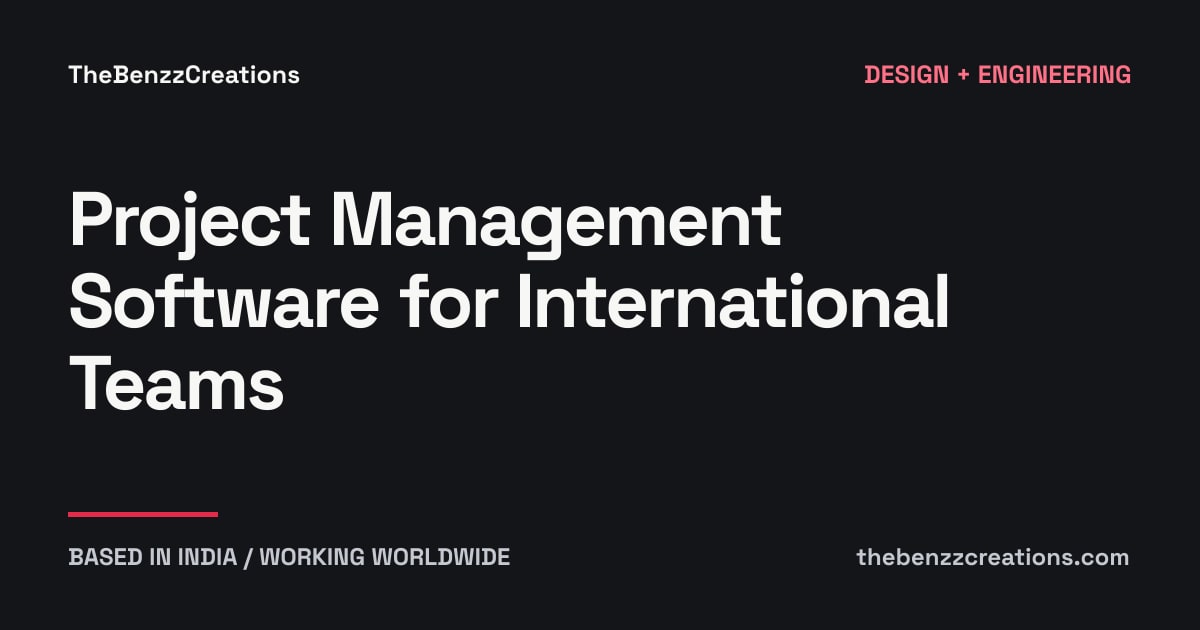 TheBenzzCreations
DESIGN + ENGINEERING
Project Management
Software for International
Teams
BASED IN INDIA / WORKING WORLDWIDE
thebenzzcreations.com